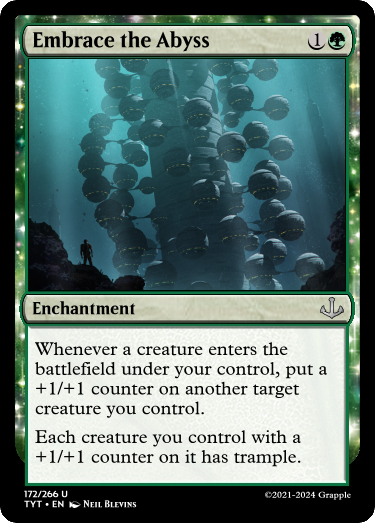 Embrace the Abyss 1
Enchantment
Whenever a creature enters the
battlefield under your control, put a
+1/+1 counter on another target
creature you control.
Each creature you control with a
+1/+1 counter on it has trample.
172/266 U
TYT • EN NEIL BLEVINS
©2021-2024 Grapple